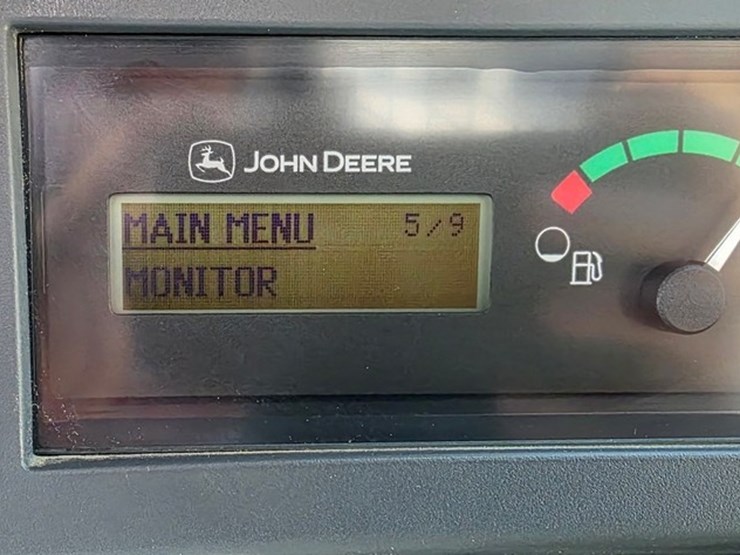 JOHN DEERE
MAIN MENU 5/9
MONITOR